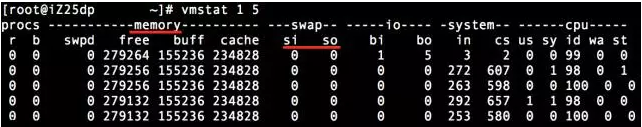 [root@iZ25dp ~]# vmstat 1 5
procs -----------memory---------- ---swap-- -----io---- --system-- -----cpu-----
r b swpd free buff cache si so bi bo in cs us sy id wa st
0 0 0 279264 155236 234828 0 0 1 5 3 2 0 0 99 0 0
0 0 0 279256 155236 234828 0 0 0 0 272 607 0 1 98 0 1
0 0 0 279256 155236 234828 0 0 0 0 263 598 0 0 100 0 0
0 0 0 279132 155236 234828 0 0 0 0 292 657 1 1 98 0 0
0 0 0 279132 155236 234828 0 0 0 0 253 580 0 0 100 0 0